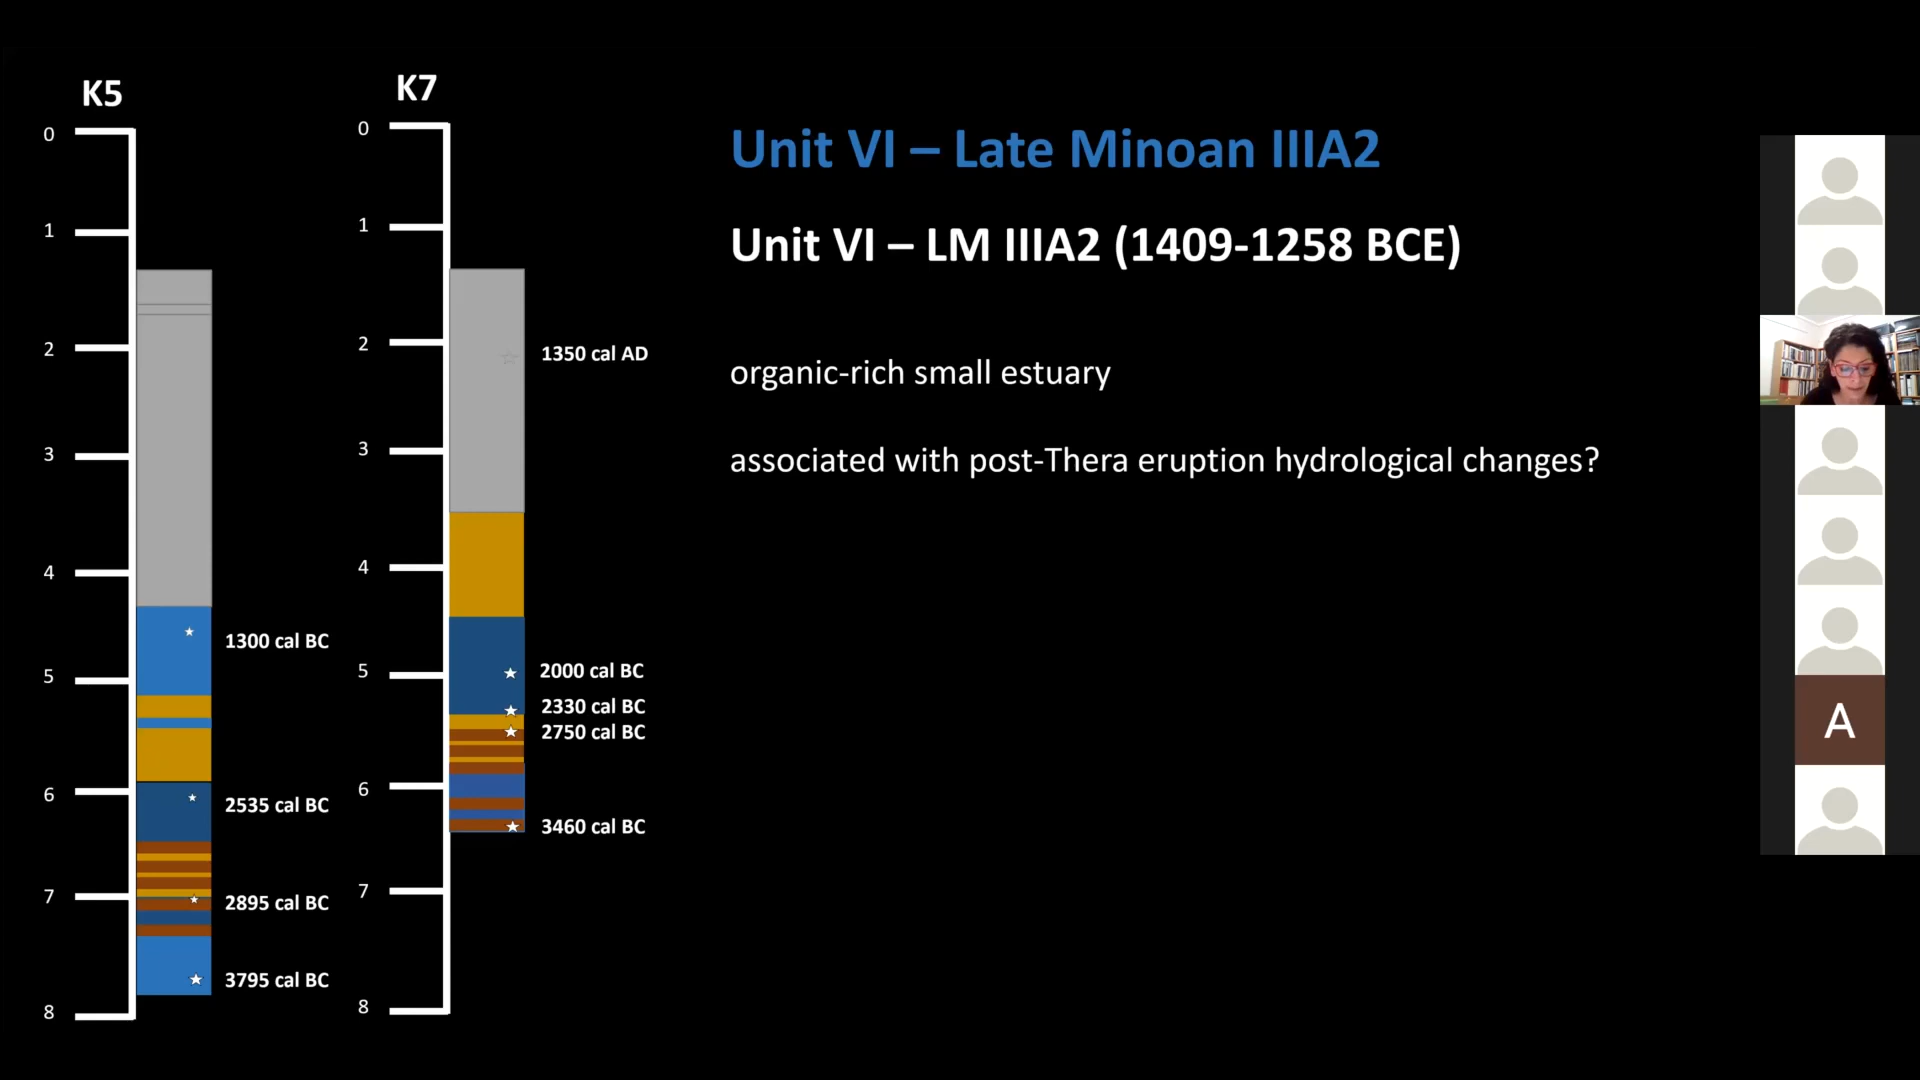 K5
0
1
2
3
4
5
6
7
8
1300 cal BC
2535 cal BC
2895 cal BC
3795 cal BC
K7
0
1
2
3
4
5
6
7
8
1350 cal AD
2000 cal BC
2330 cal BC
2750 cal BC
3460 cal BC
Unit VI – Late Minoan IIIA2
Unit VI – LM IIIA2 (1409-1258 BCE)
organic-rich small estuary
associated with post-Thera eruption hydrological changes?
A